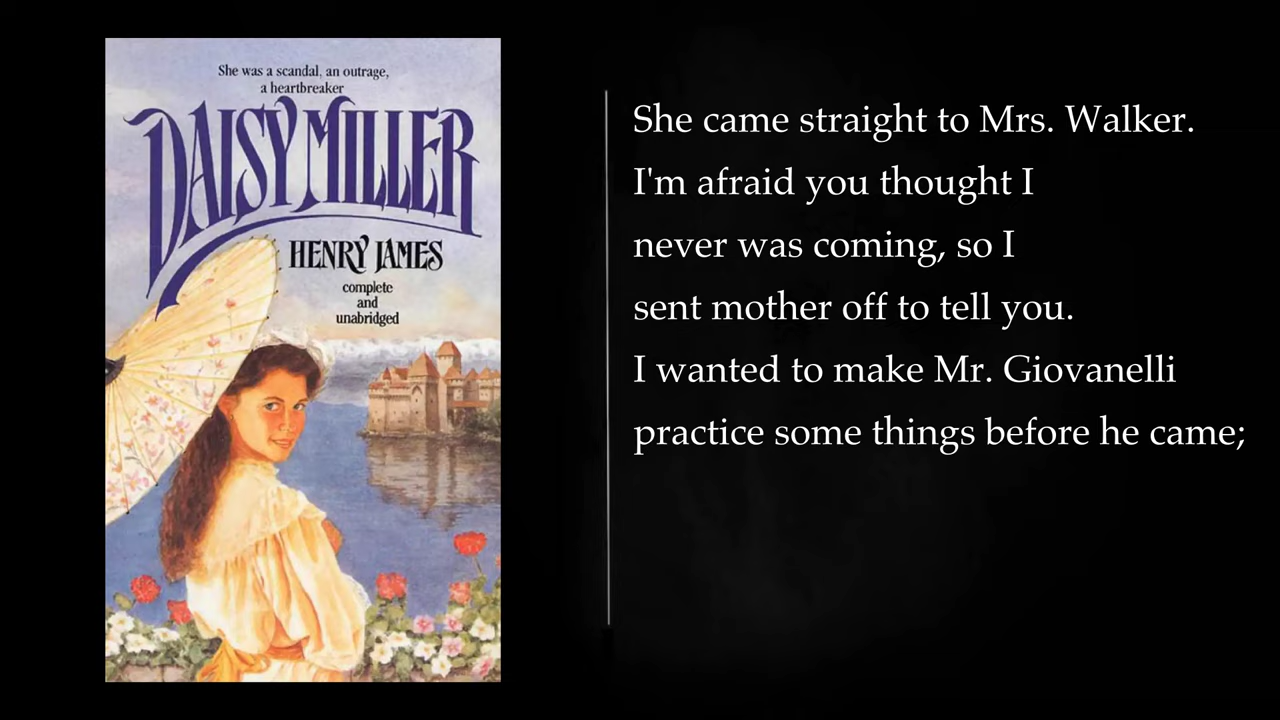 She was a scandal, an outrage,
a heartbreaker
DAISY MILLER
HENRY JAMES
complete
and
unabridged
She came straight to Mrs. Walker.
I'm afraid you thought I
never was coming, so I
sent mother off to tell you.
I wanted to make Mr. Giovanelli
practice some things before he came;